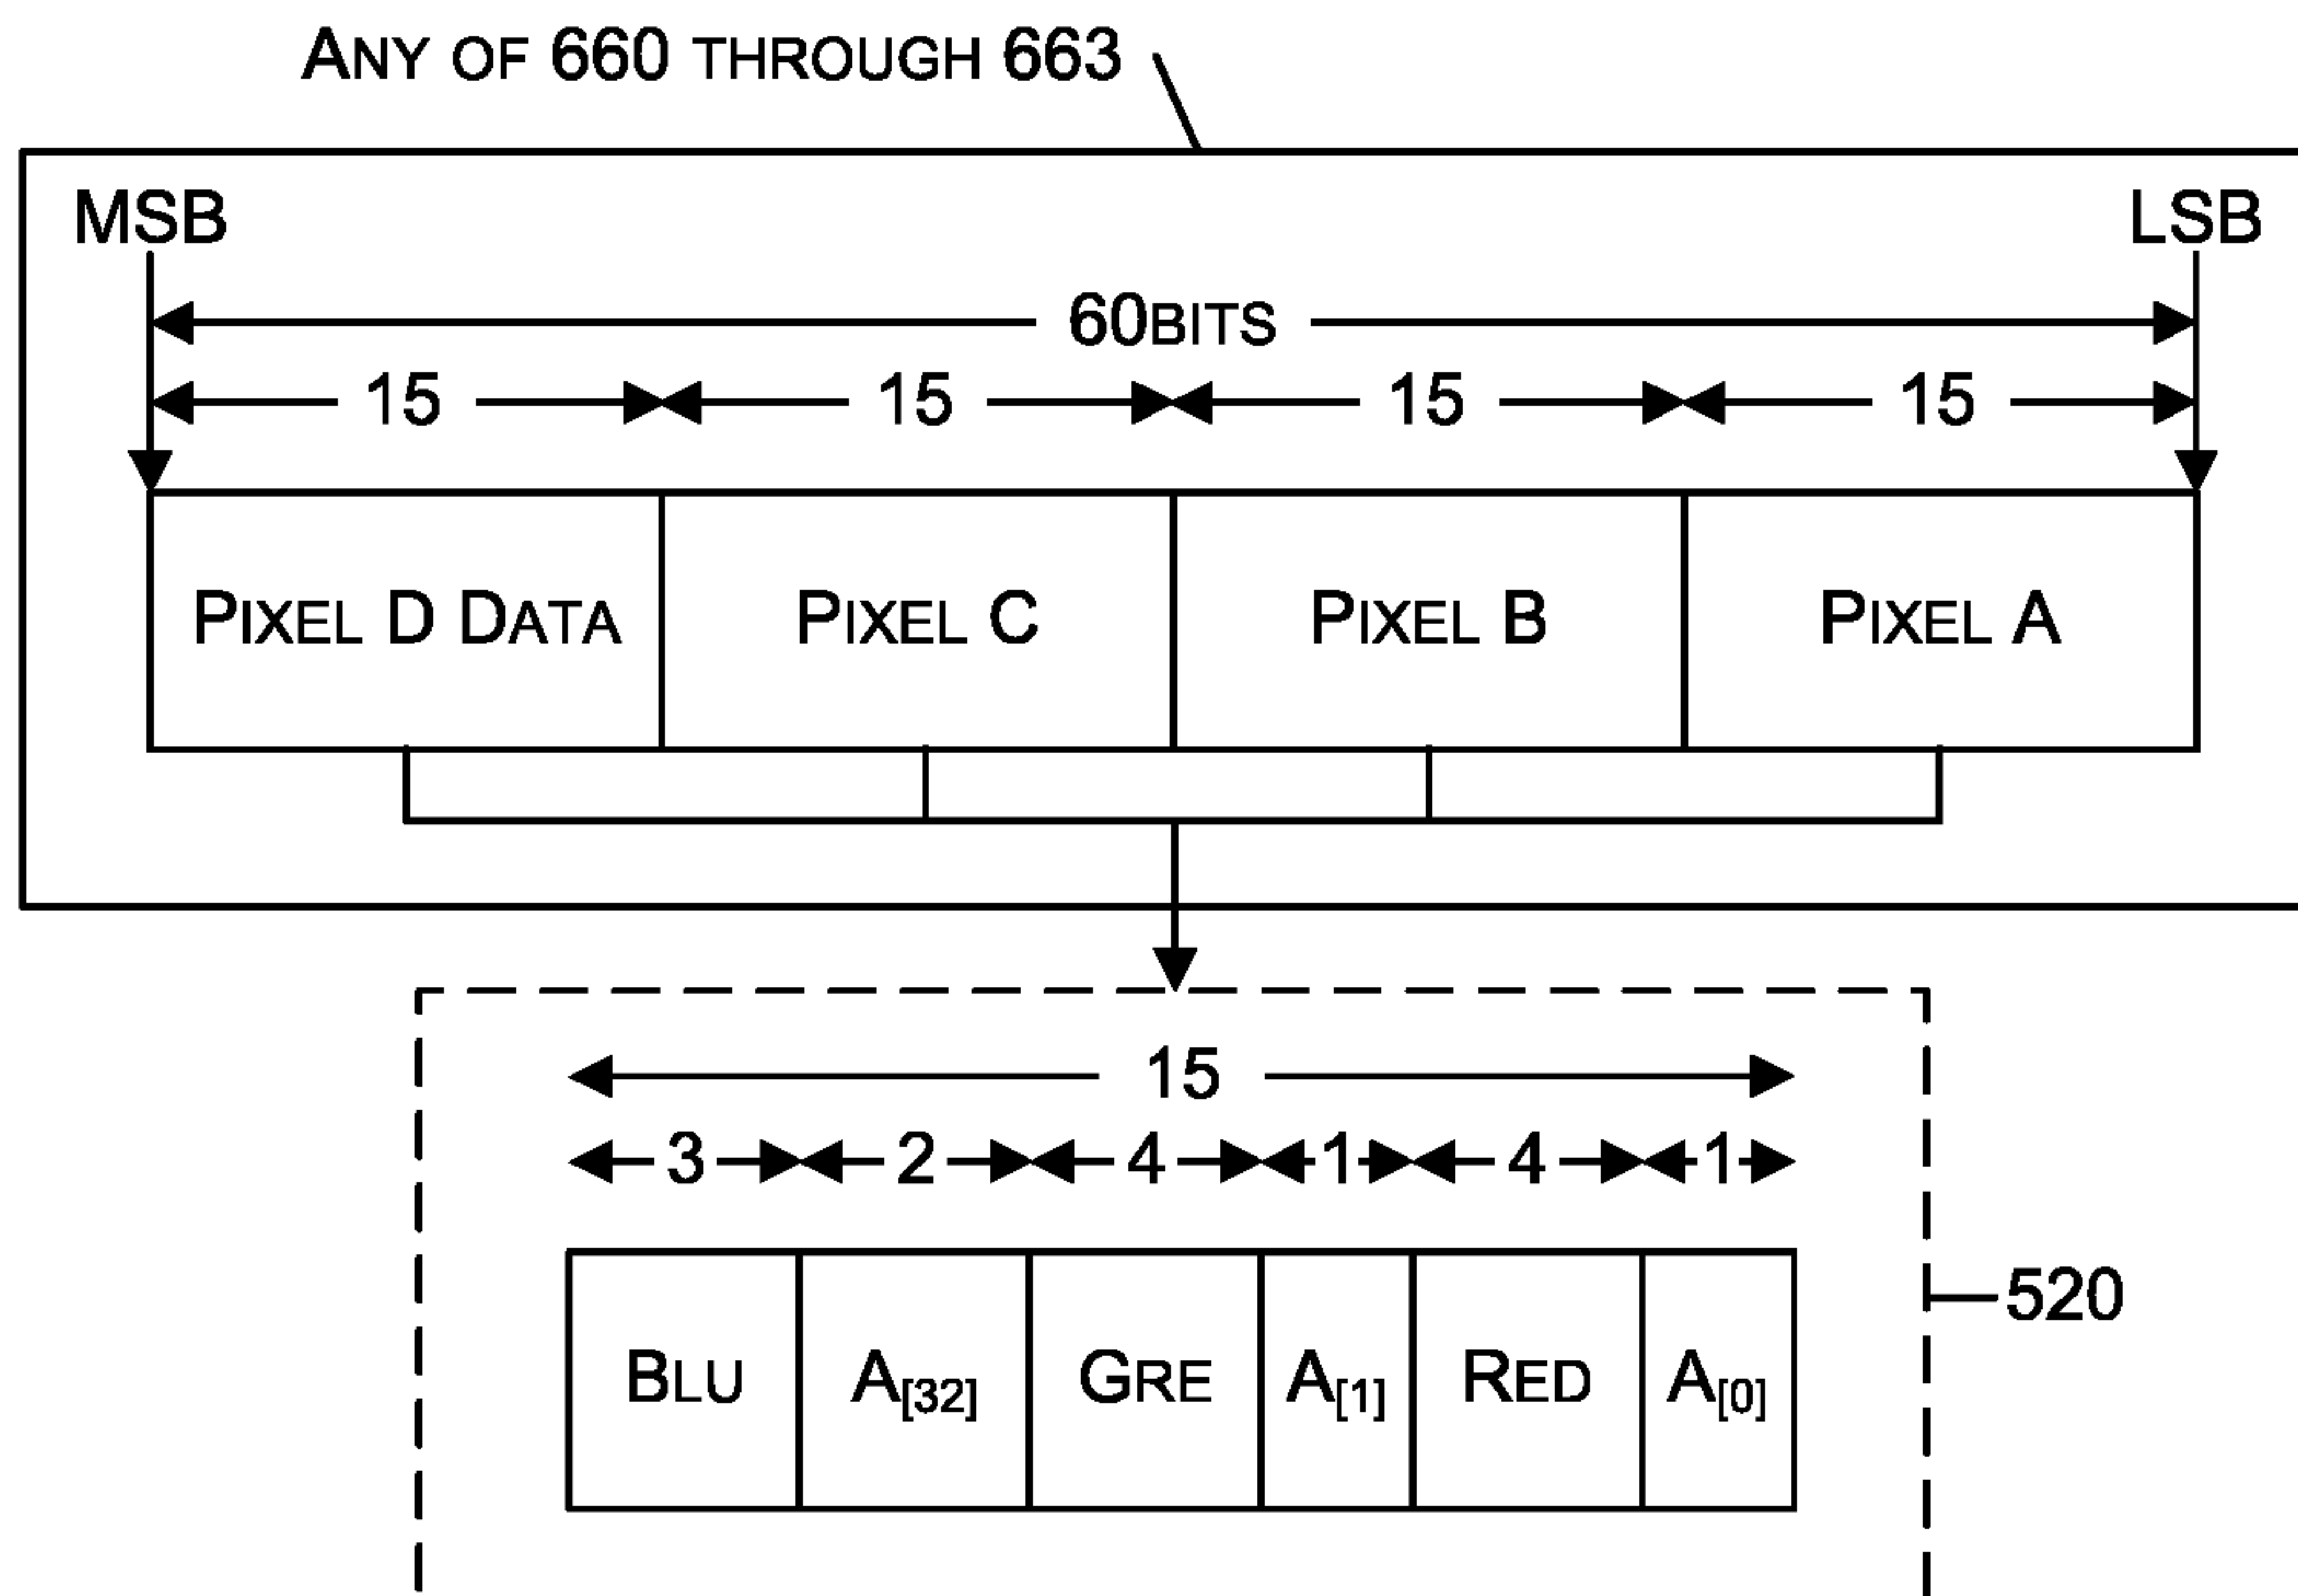 ANY OF 660 THROUGH 663
MSB LSB
60BITS
15 15 15 15
PIXEL D DATA PIXEL C PIXEL B PIXEL A
15
3 2 4 1 4 1
BLU A[32] GRE A[1] RED A[0]
520